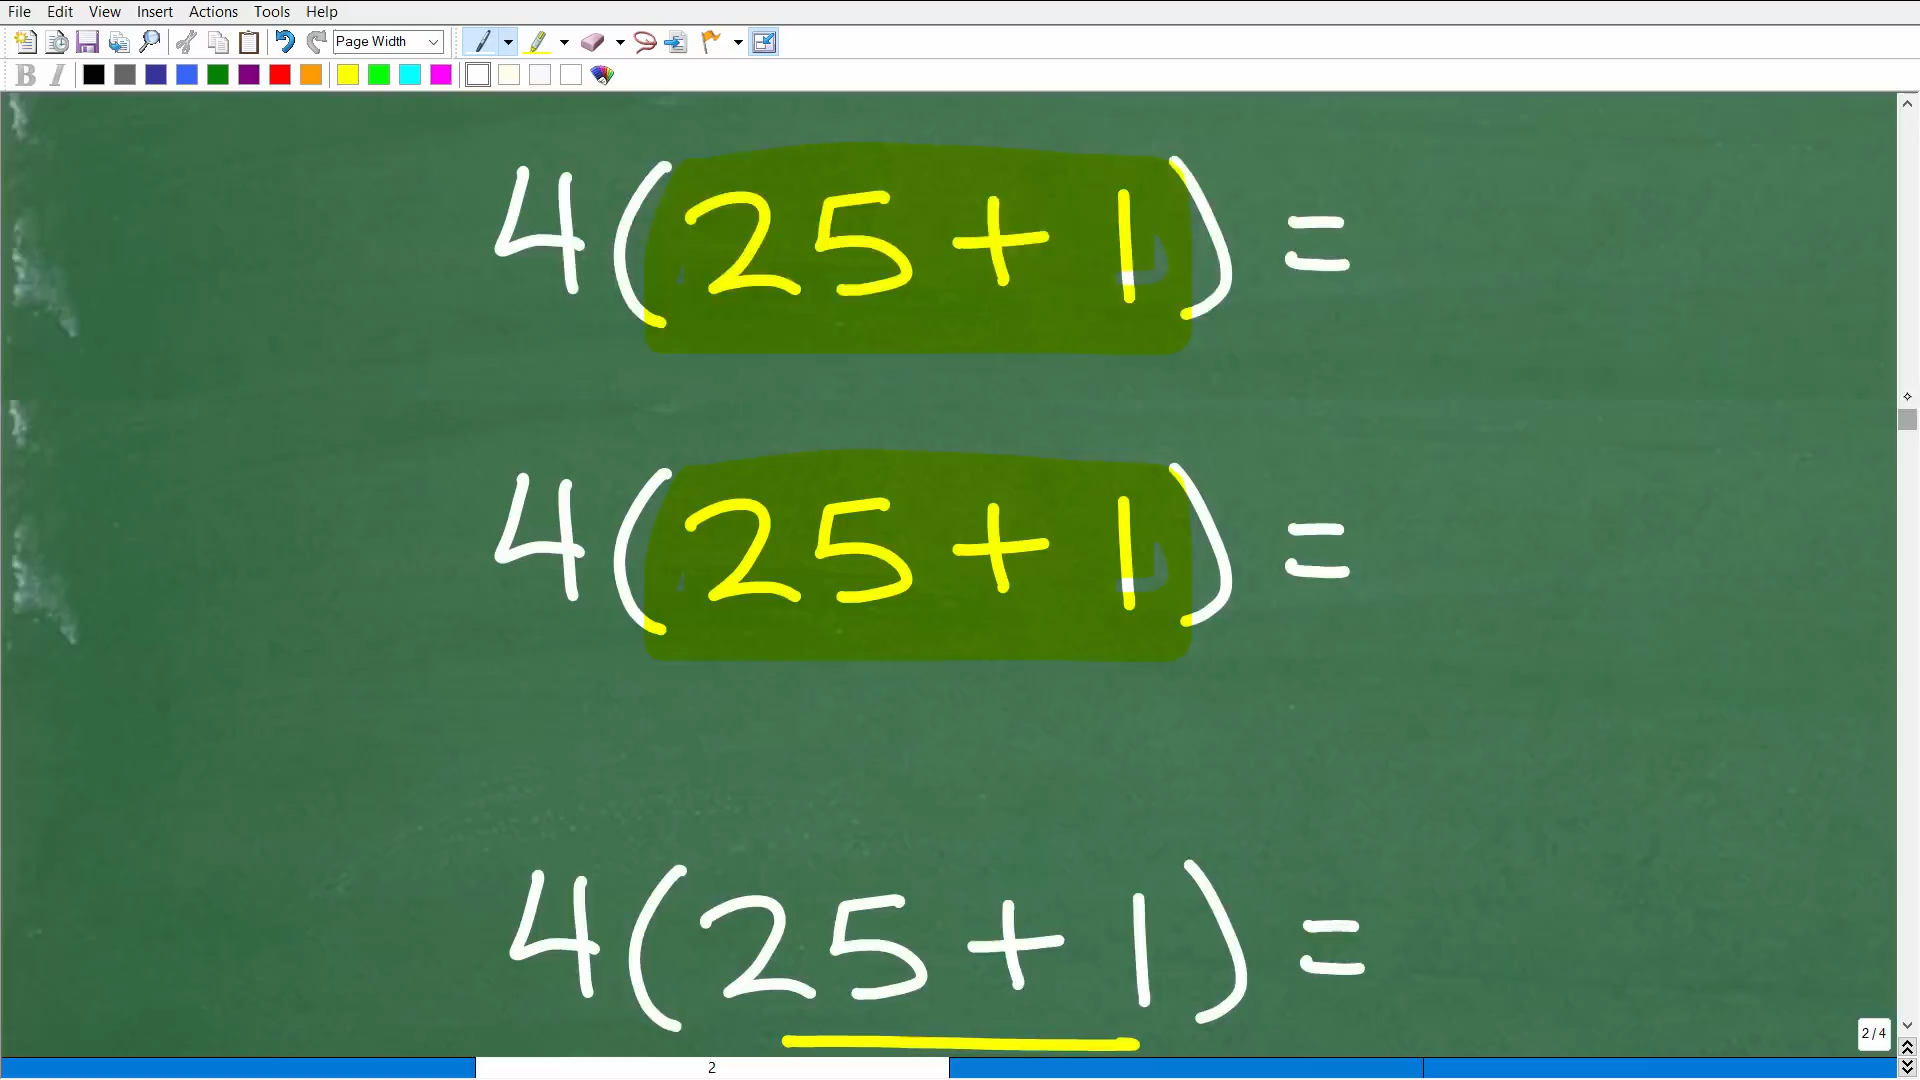 File Edit View Insert Actions Tools Help
Page Width
B I
4(25+1)=
4(25+1)=
4(25+1)=
2/4
2